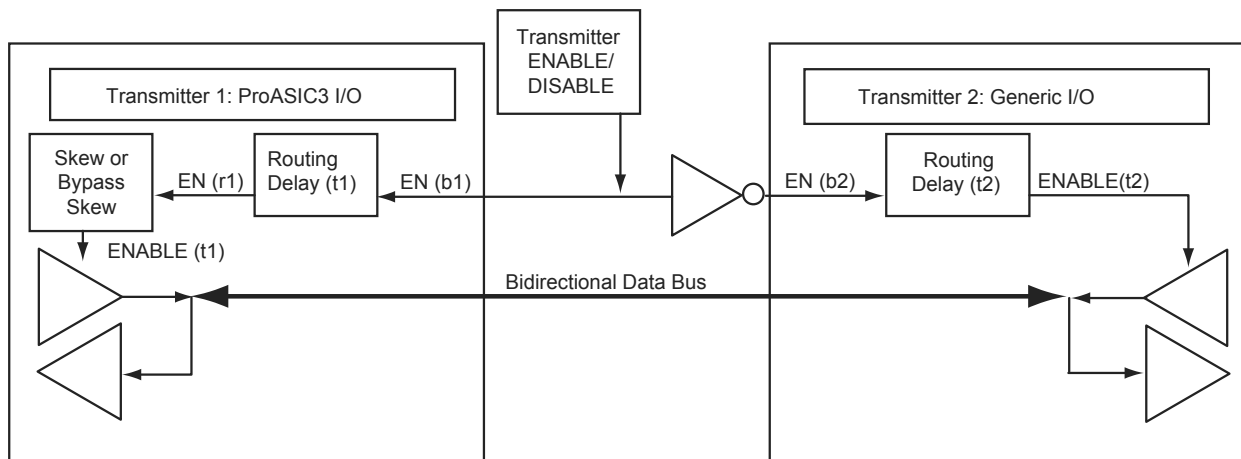 Transmitter
ENABLE/
DISABLE
Transmitter 1: ProASIC3 I/O
Transmitter 2: Generic I/O
Skew or
Bypass
Skew
EN (r1)
Routing
Delay (t1)
EN (b1)
EN (b2)
Routing
Delay (t2)
ENABLE(t2)
ENABLE (t1)
Bidirectional Data Bus